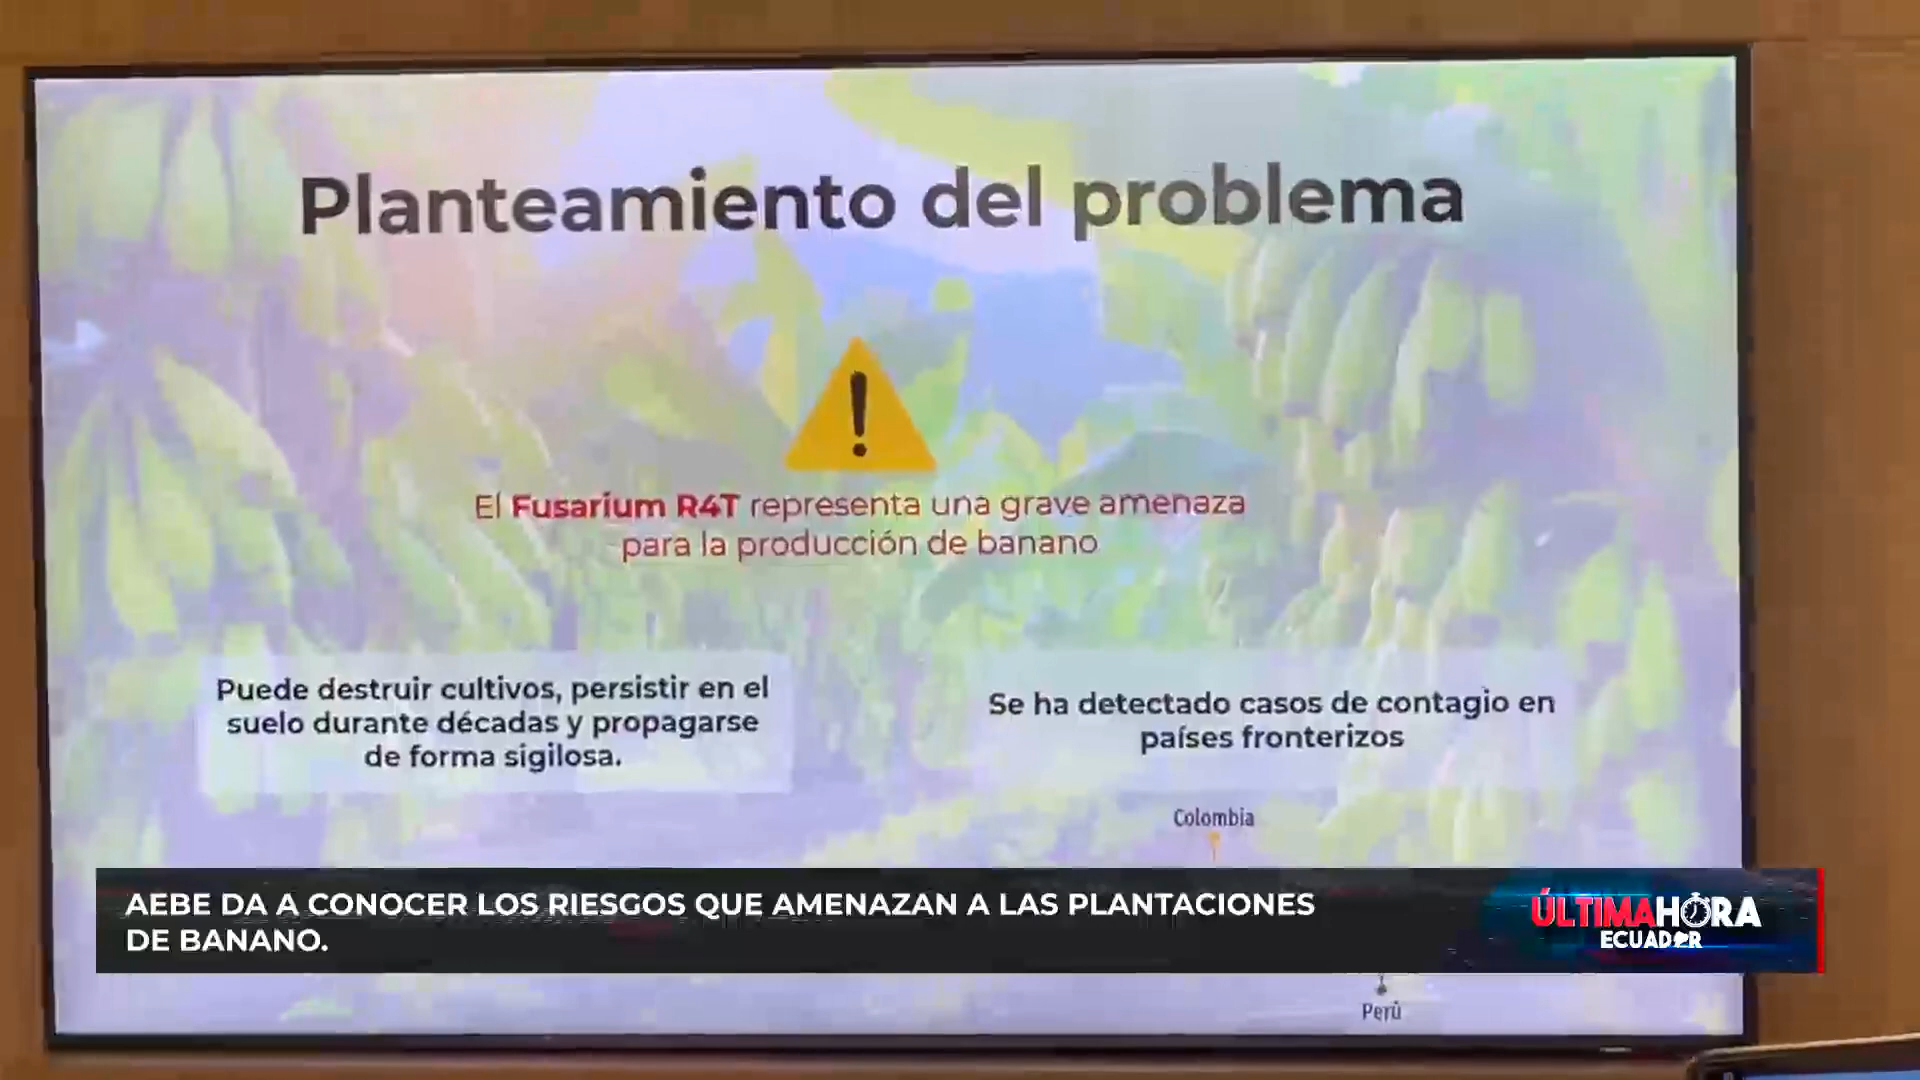 Planteamiento del problema
El Fusarium R4T representa una grave amenaza
para la producción de banano
Puede destruir cultivos, persistir en el
suelo durante décadas y propagarse
de forma sigilosa.
Se ha detectado casos de contagio en
países fronterizos
Colombia
AEBE DA A CONOCER LOS RIESGOS QUE AMENAZAN A LAS PLANTACIONES
DE BANANO.
ÚLTIMAHORA
ECUADOR
Perú